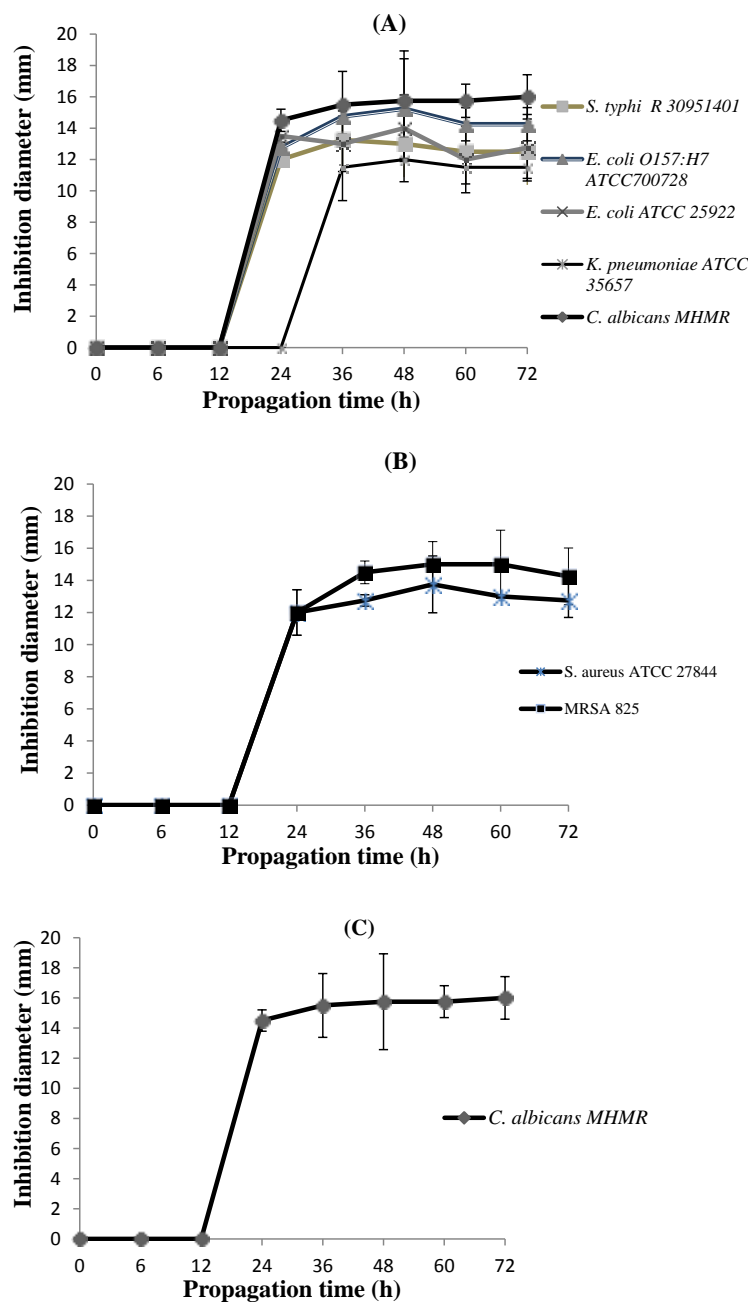 (A)
Inhibition diameter (mm)
20
18
16
14
12
10
8
6
4
2
0
0 6 12 24 36 48 60 72
Propagation time (h)
S. typhi R 30951401
E. coli O157:H7
ATCC700728
E. coli ATCC 25922
K. pneumoniae ATCC
35657
C. albicans MHMR
(B)
Inhibition diameter (mm)
20
18
16
14
12
10
8
6
4
2
0
0 6 12 24 36 48 60 72
Propagation time (h)
S. aureus ATCC 27844
MRSA 825
(C)
Inhibition diameter (mm)
20
18
16
14
12
10
8
6
4
2
0
0 6 12 24 36 48 60 72
Propagation time (h)
C. albicans MHMR